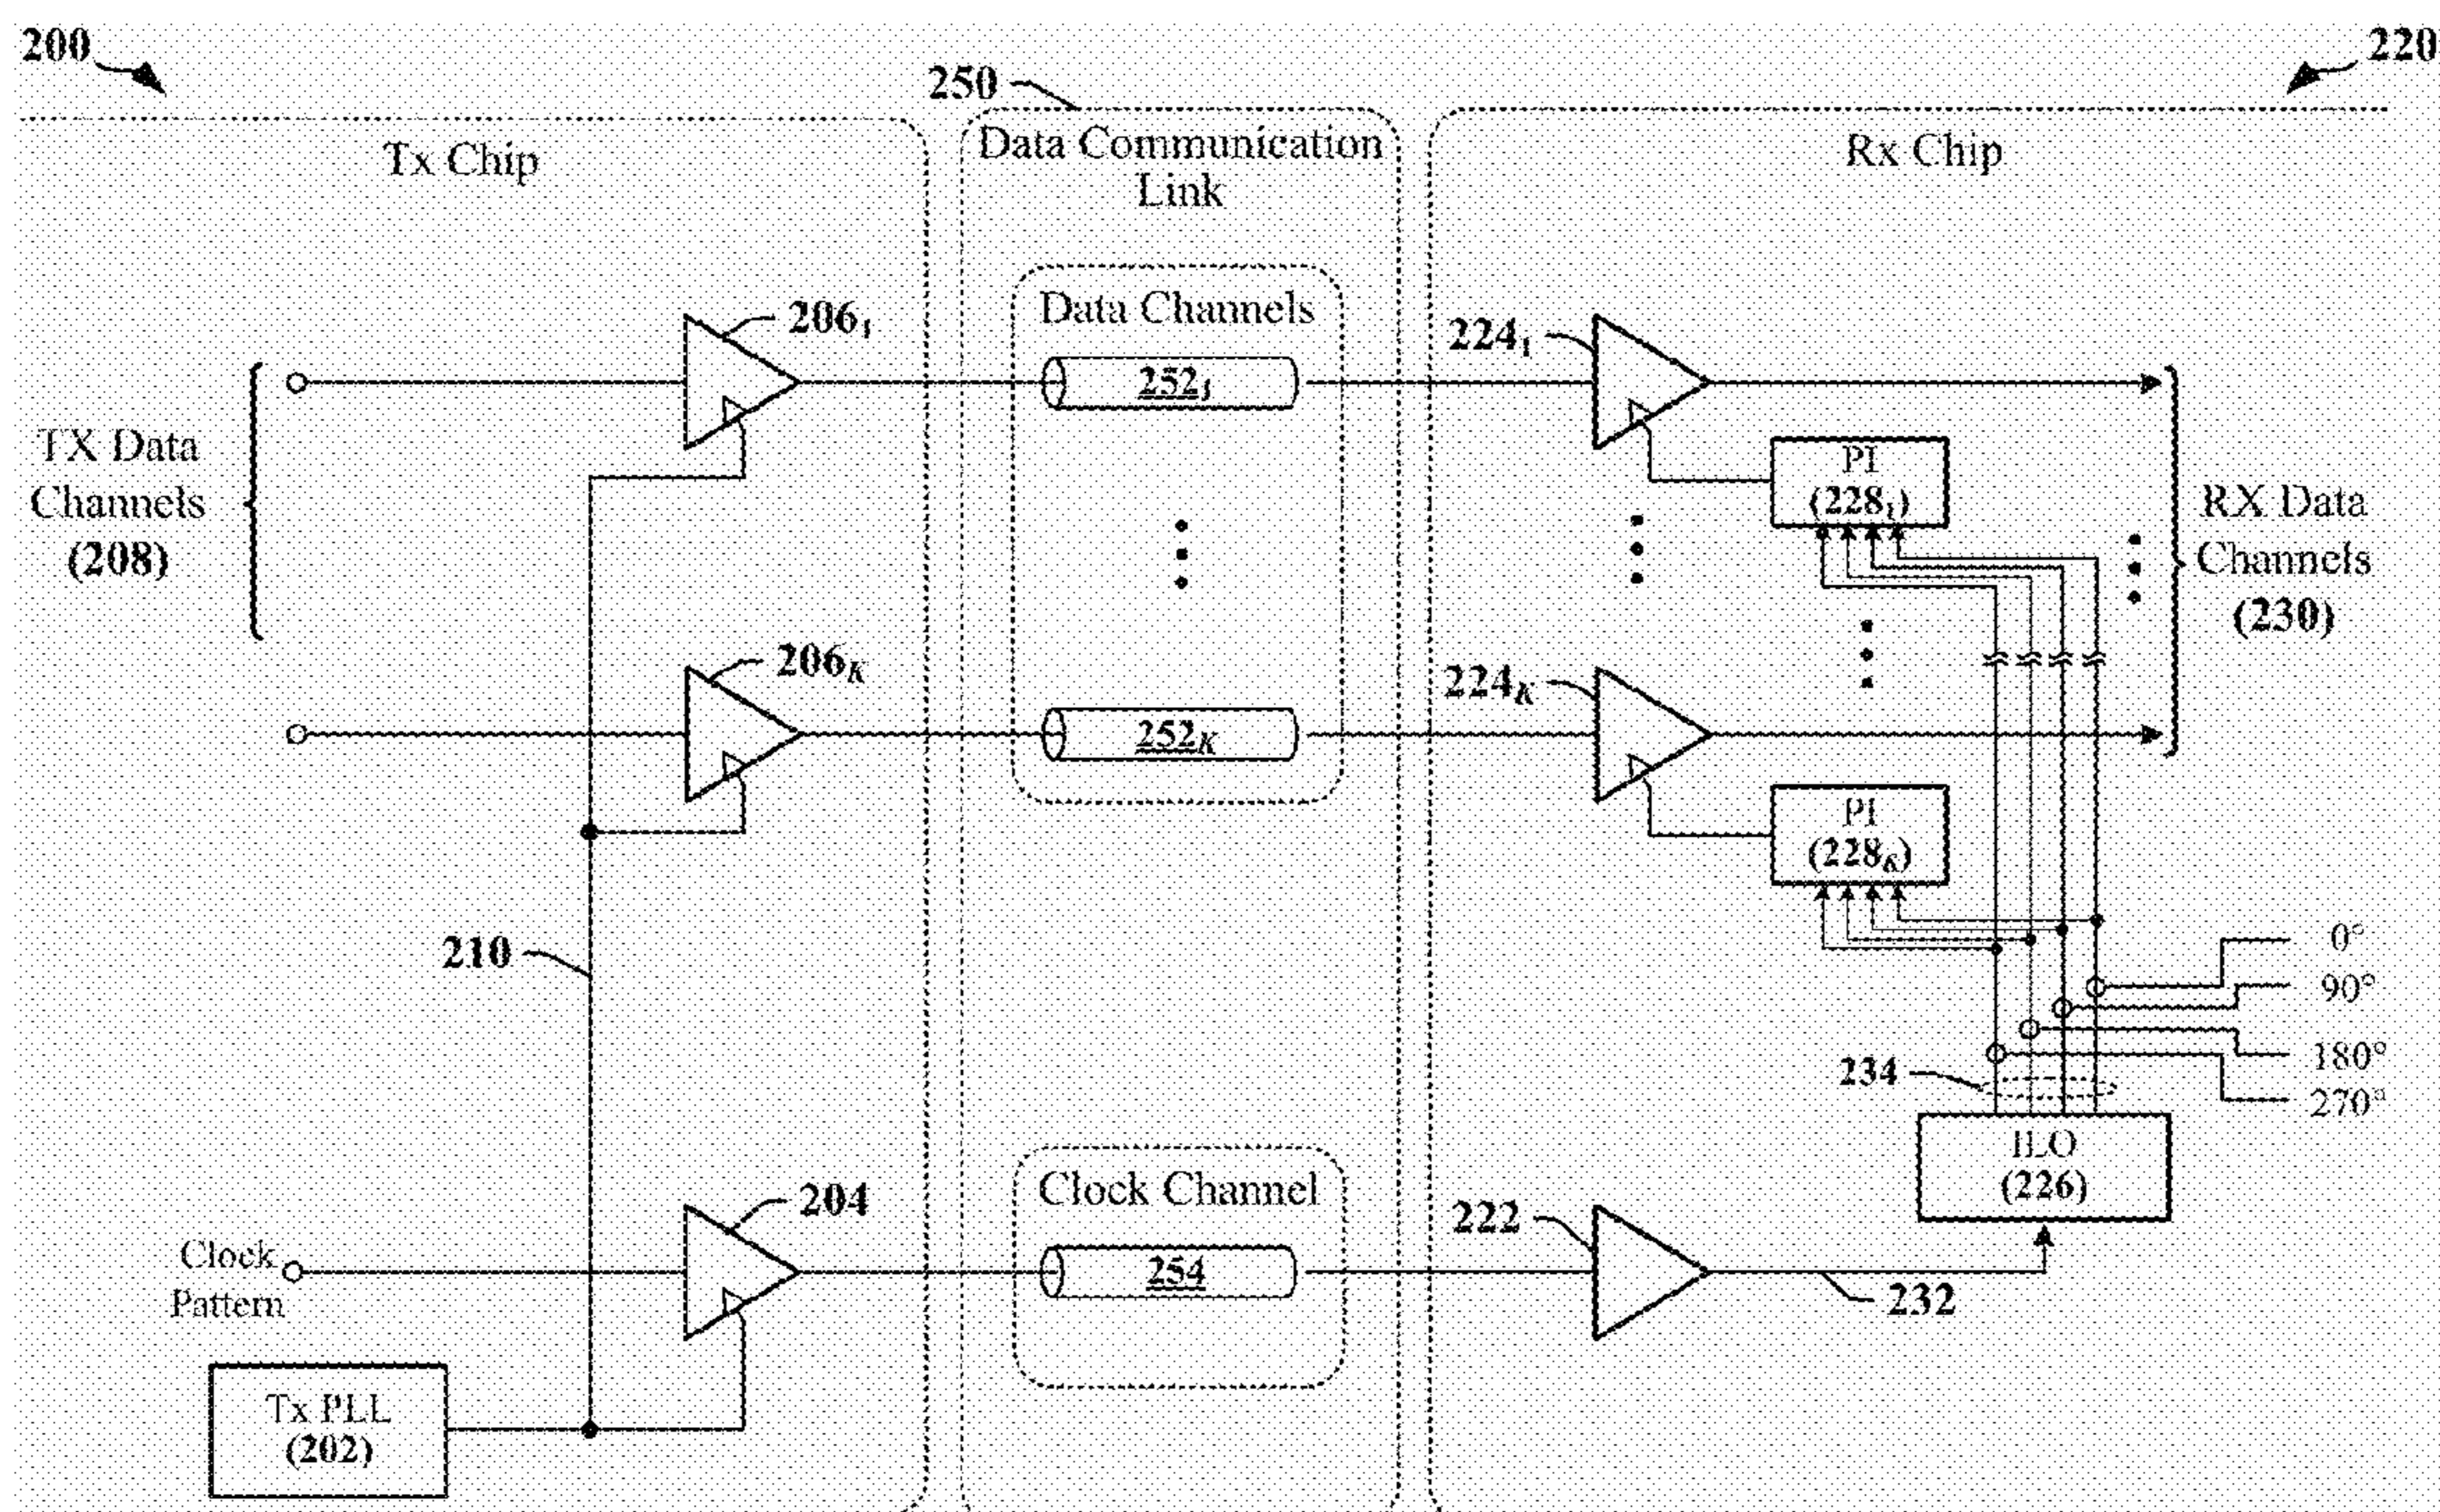 200
220
250
Tx Chip
Data Communication
Link
Rx Chip
206₁
Data Channels
224₁
252₁
TX Data
Channels
(208)
PI
(228₁)
RX Data
Channels
(230)
206K
224K
252K
PI
(228K)
210
0°
90°
180°
270°
234
ILO
(226)
204
Clock Channel
222
Clock
Pattern
254
232
Tx PLL
(202)